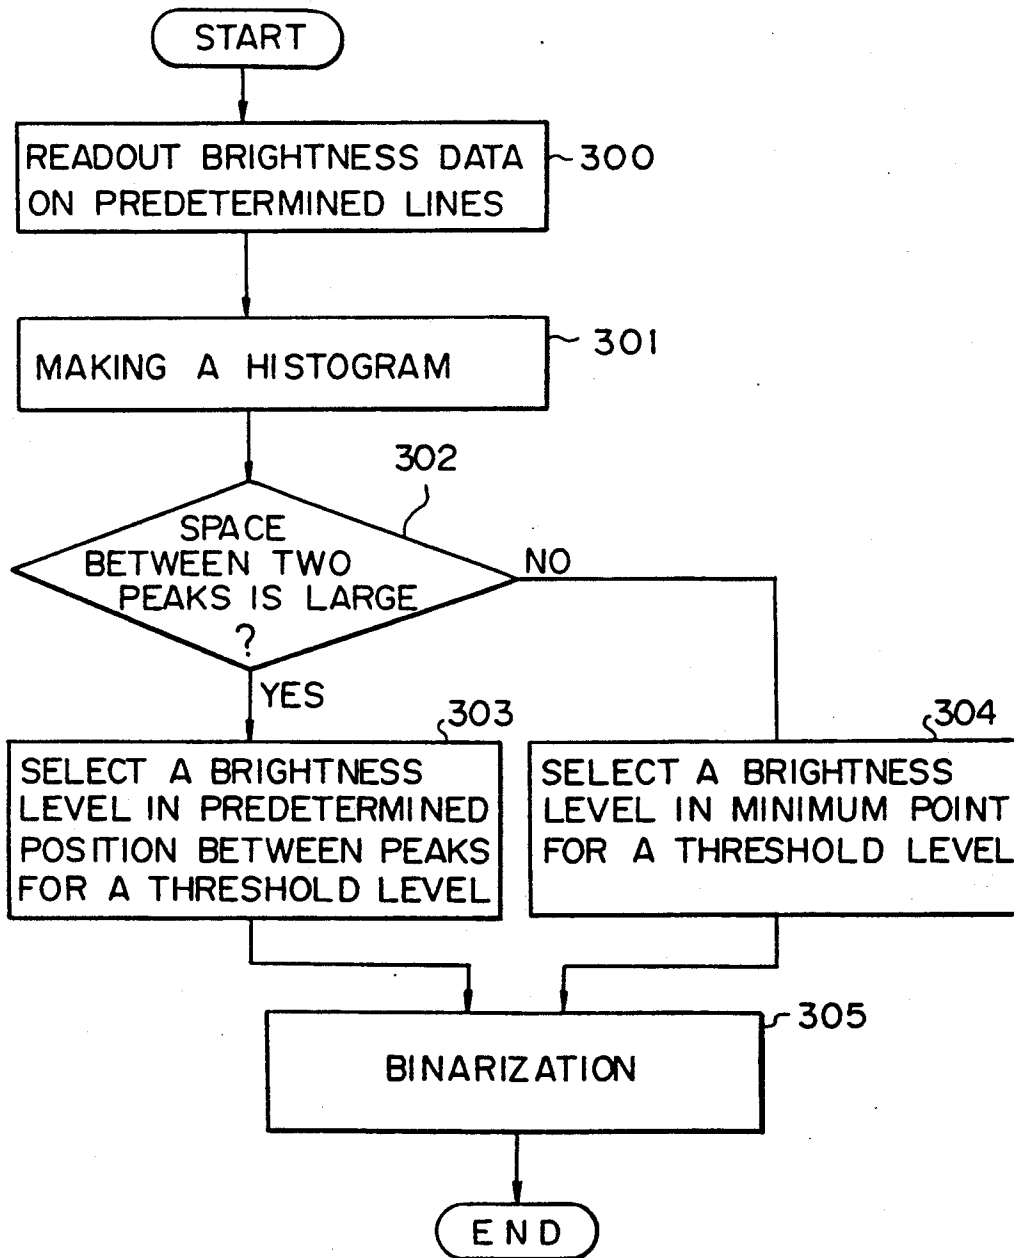 START
READOUT BRIGHTNESS DATA
ON PREDETERMINED LINES
300
MAKING A HISTOGRAM
301
302
SPACE
BETWEEN TWO
PEAKS IS LARGE
?
NO
YES
303
SELECT A BRIGHTNESS
LEVEL IN PREDETERMINED
POSITION BETWEEN PEAKS
FOR A THRESHOLD LEVEL
304
SELECT A BRIGHTNESS
LEVEL IN MINIMUM POINT
FOR A THRESHOLD LEVEL
305
BINARIZATION
END